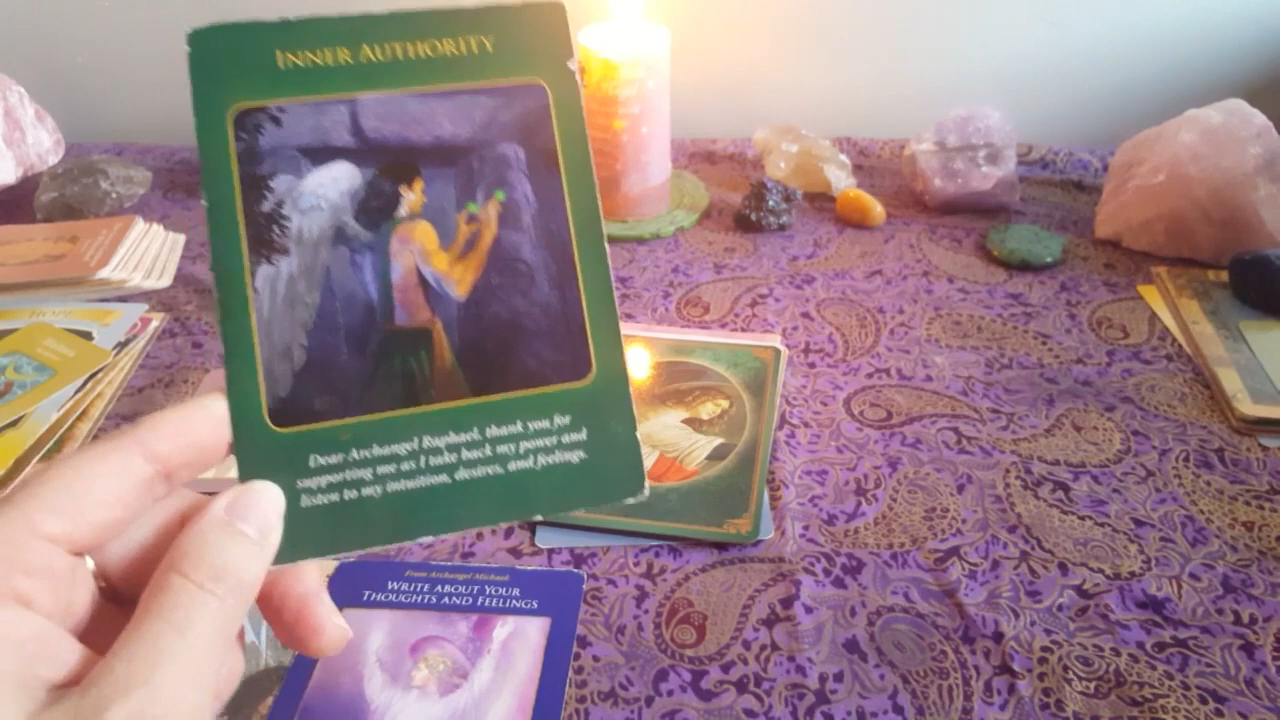 INNER AUTHORITY
Dear Archangel Raphael, thank you for
supporting me as I take back my power and
listen to my intuition, desires, and feelings.
From Archangel Michael:
WRITE ABOUT YOUR
THOUGHTS AND FEELINGS
HOPE